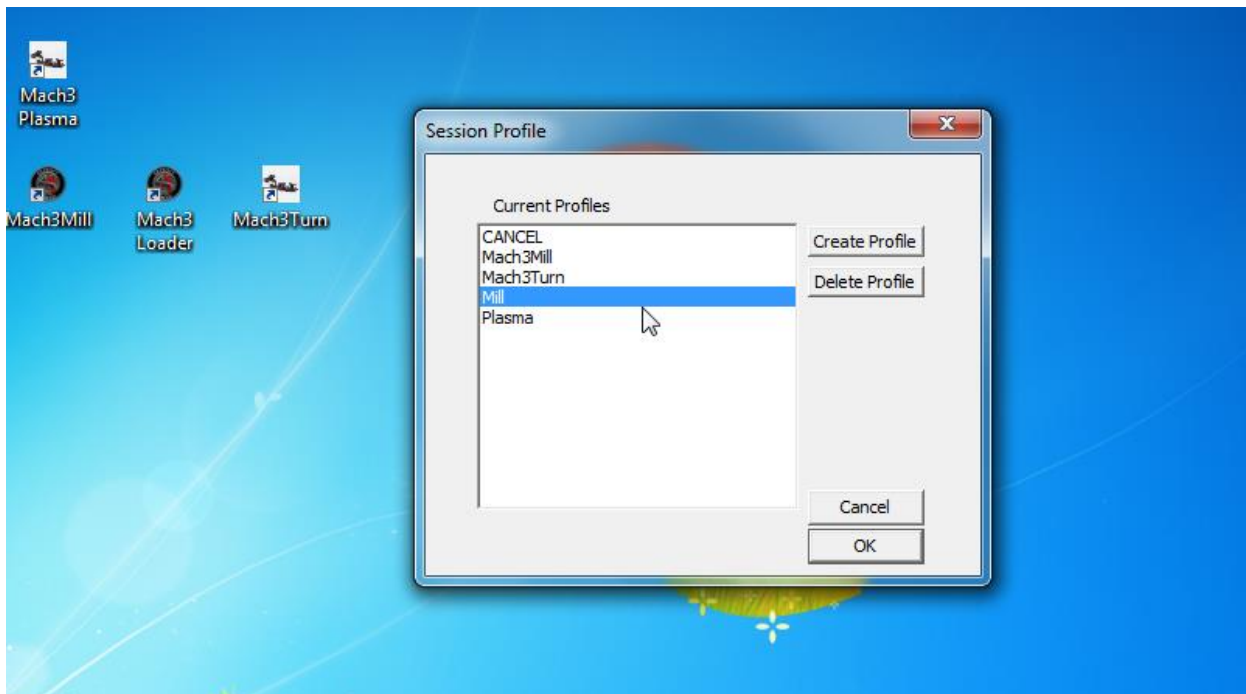 Mach3
Plasma
Mach3Mill
Mach3
Loader
Mach3Turn
Session Profile
Current Profiles
CANCEL
Mach3Mill
Mach3Turn
Mill
Plasma
Create Profile
Delete Profile
Cancel
OK